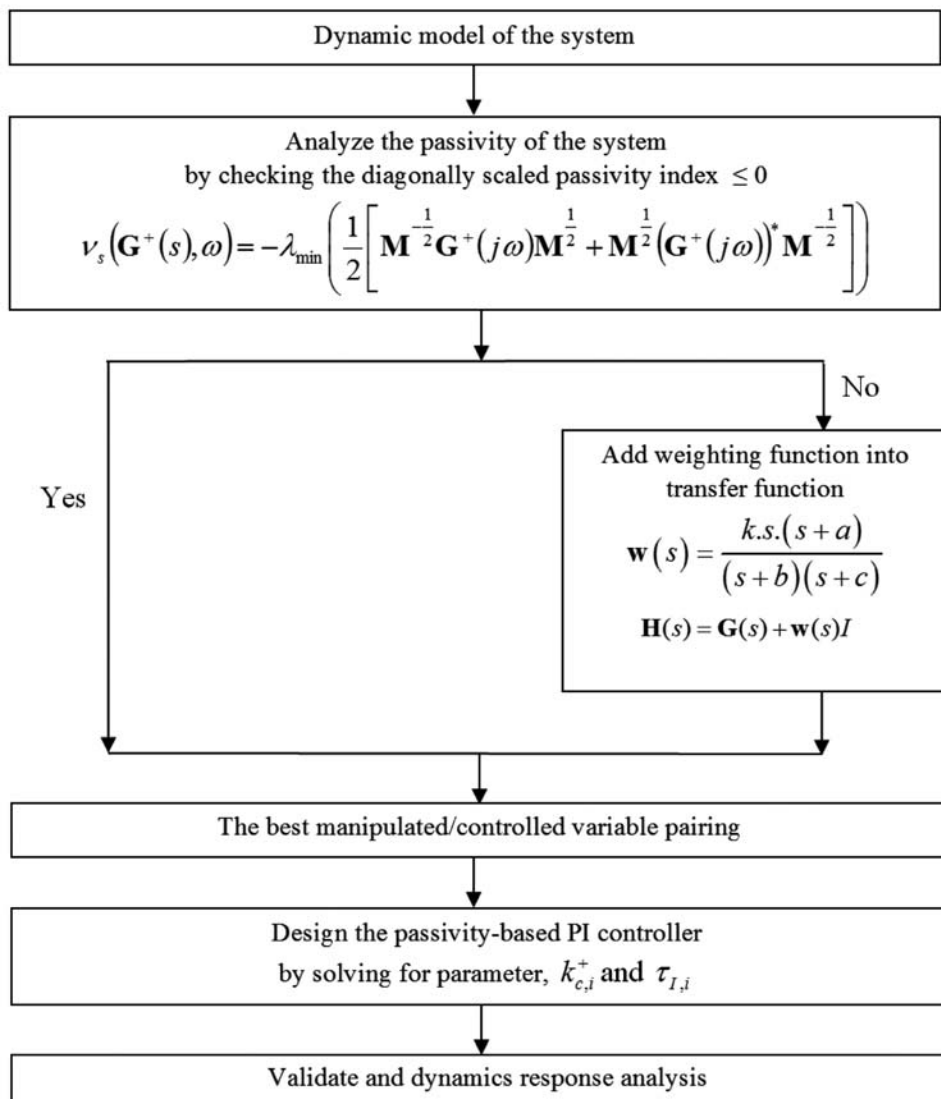 Dynamic model of the system
Analyze the passivity of the system
by checking the diagonally scaled passivity index ≤ 0
ν_s(G⁺(s),ω) = −λ_min(1/2[M^{-1/2}G⁺(jω)M^{1/2} + M^{1/2}(G⁺(jω))^*M^{-1/2}])
No
Yes
Add weighting function into
transfer function
w(s) = k.s.(s+a)/(s+b)(s+c)
H(s) = G(s) + w(s)I
The best manipulated/controlled variable pairing
Design the passivity-based PI controller
by solving for parameter, k⁺_{c,i} and τ_{I,i}
Validate and dynamics response analysis